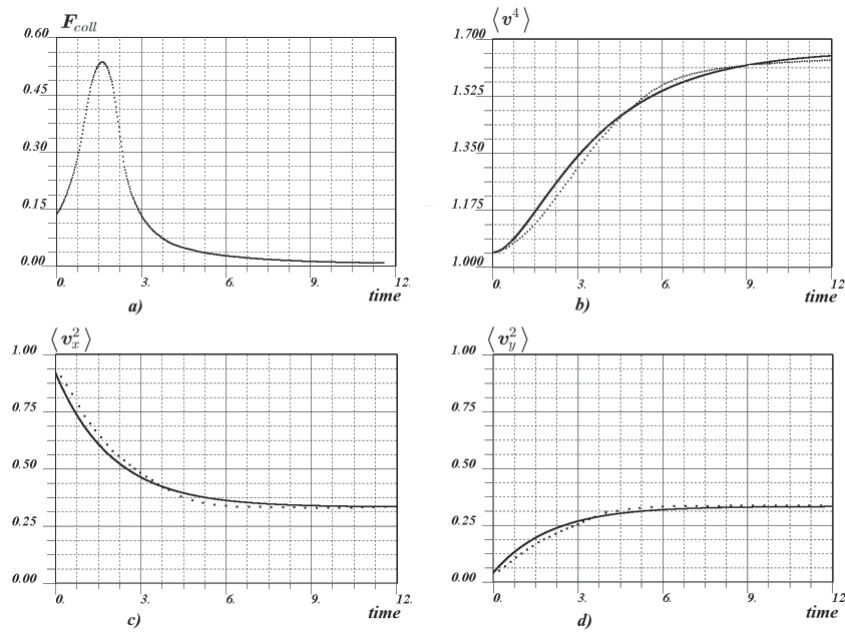 F_coll
0.60
0.45
0.30
0.15
0.00
0. 3. 6. 9. 12.
time
a)
⟨v^4⟩
1.700
1.525
1.350
1.175
1.000
0. 3. 6. 9. 12
time
b)
⟨v_x^2⟩
1.00
0.75
0.50
0.25
0.00
0. 3. 6. 9. 12.
time
c)
⟨v_y^2⟩
1.00
0.75
0.50
0.25
0.00
0. 3. 6. 9. 12
time
d)